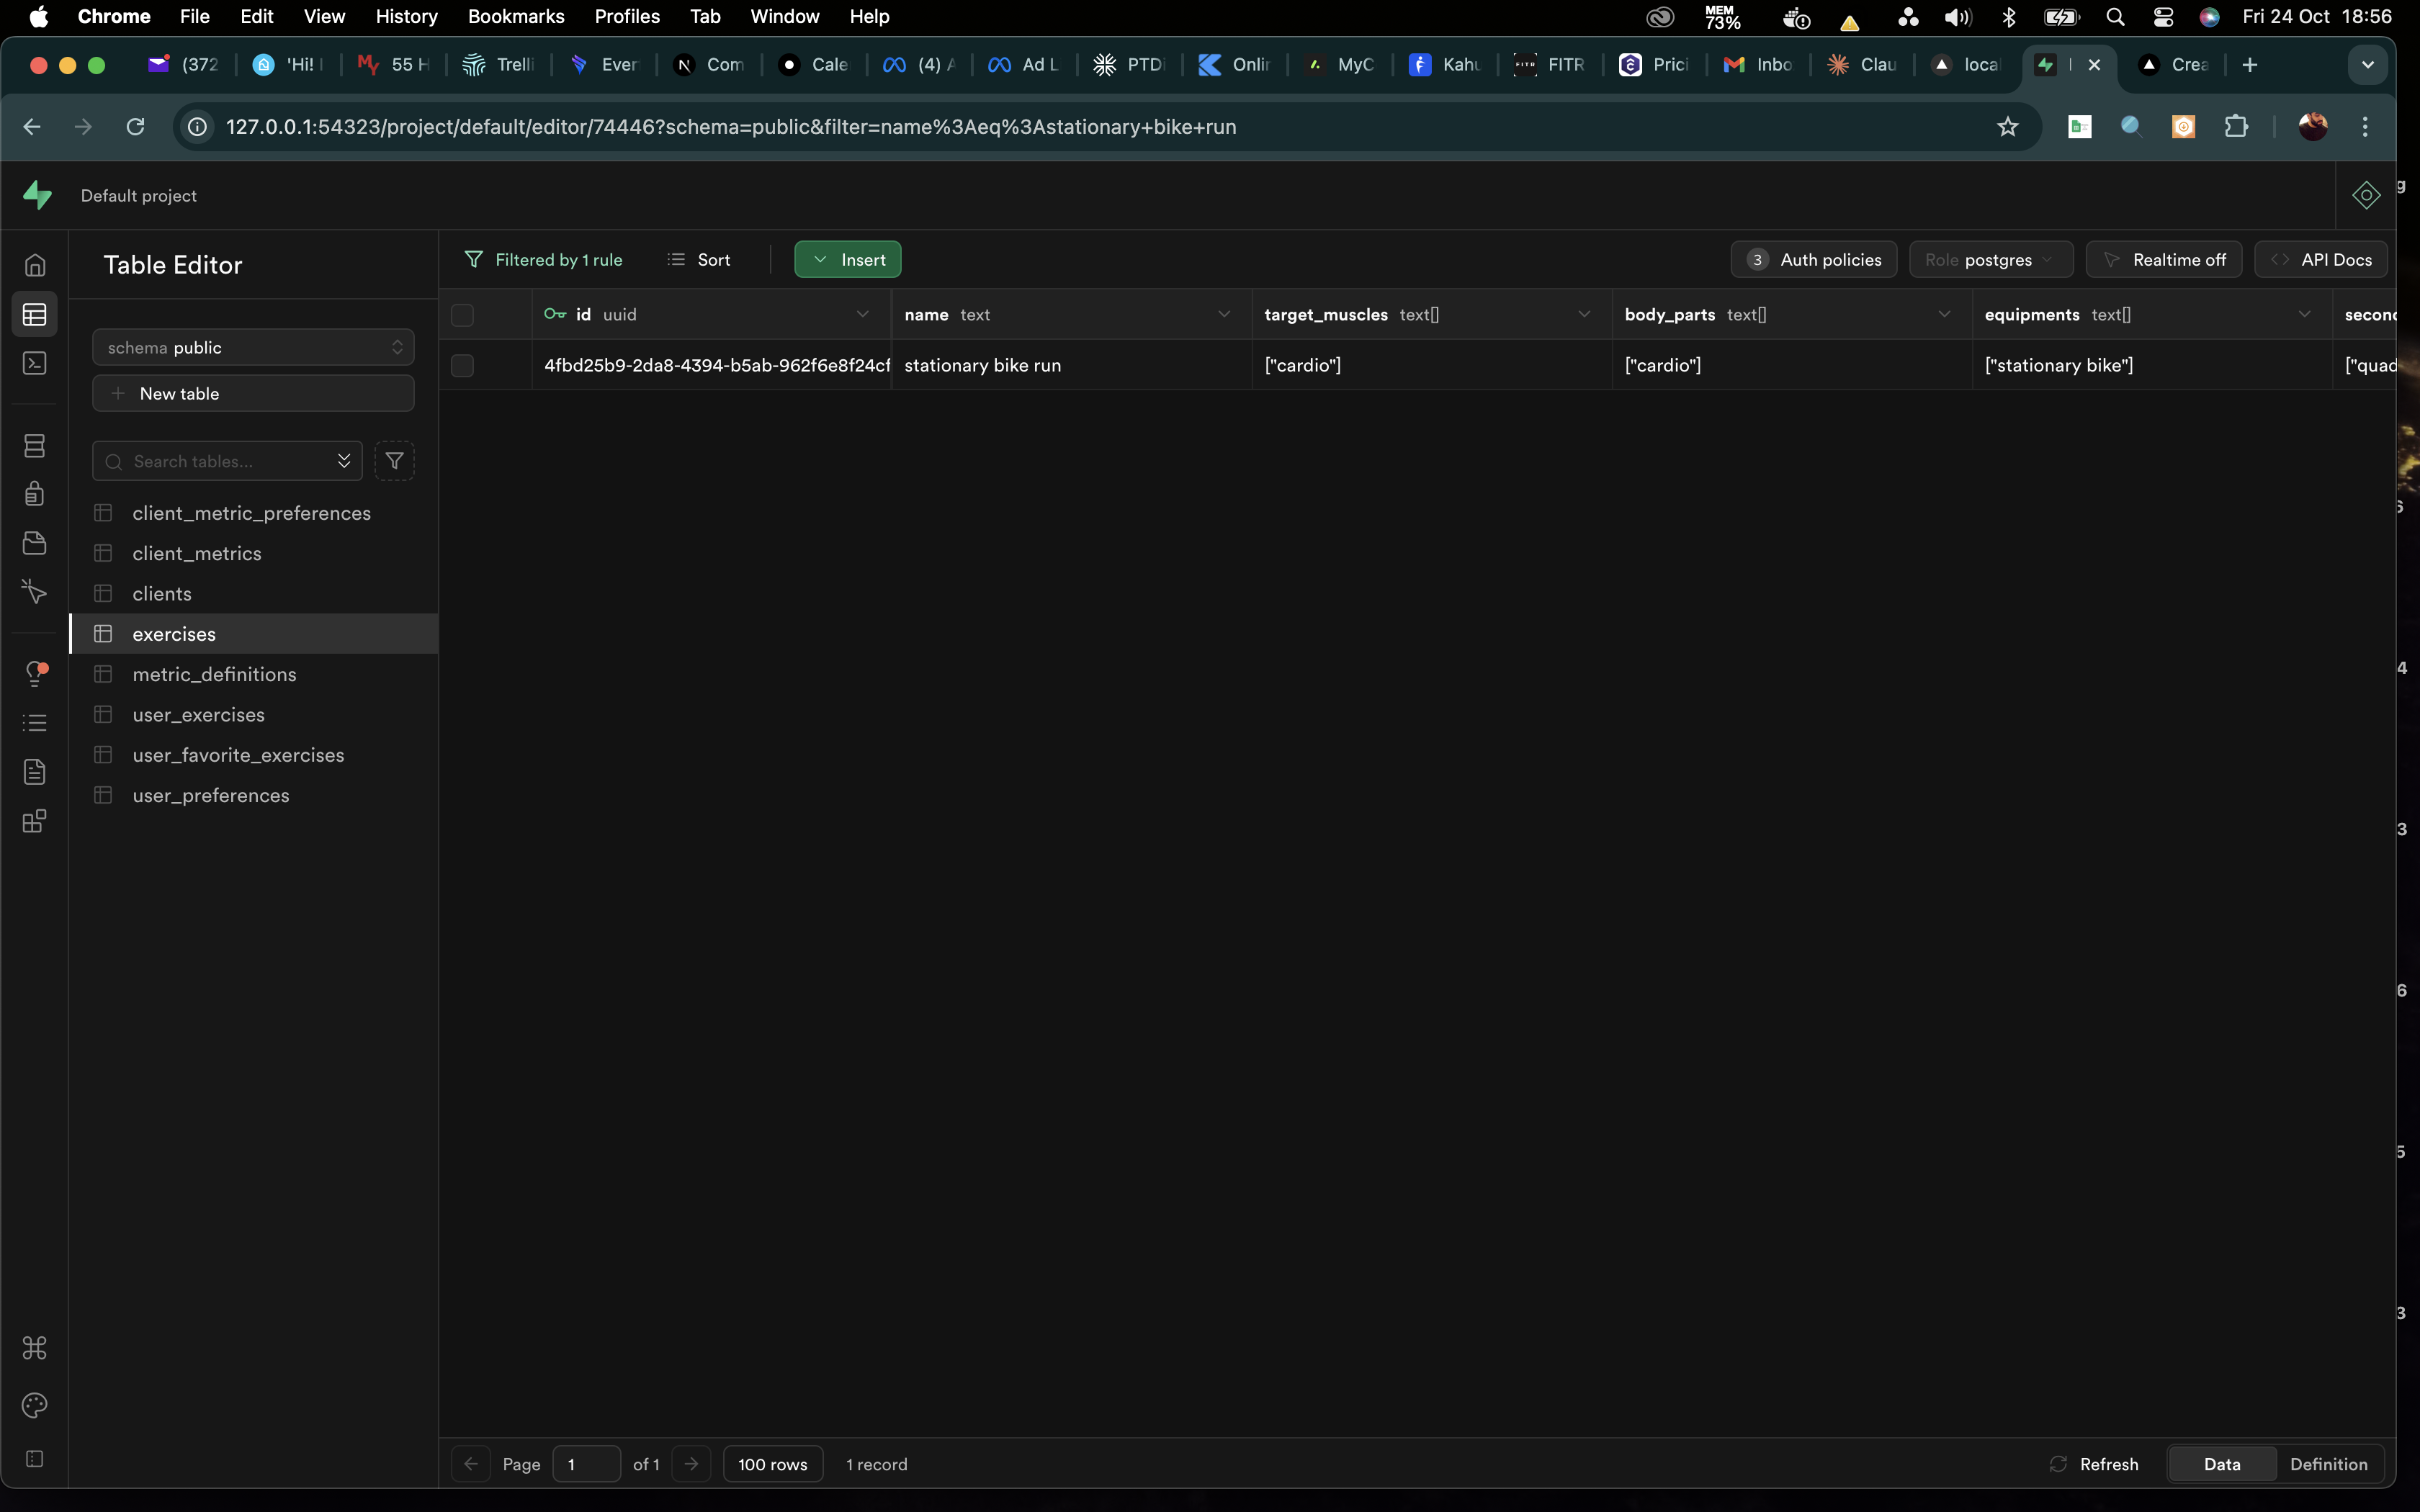 Chrome File Edit View History Bookmarks Profiles Tab Window Help MEM 73% Fri 24 Oct 18:56
(372 'Hi! 55 H Trelli Ever Com Cale (4) Ad L PTDi Onlir MyC Kahu FITR Prici Inbo Clau loca Crea
127.0.0.1:54323/project/default/editor/74446?schema=public&filter=name%3Aeq%3Astationary+bike+run
Default project
Table Editor
Filtered by 1 rule Sort Insert 3 Auth policies Role postgres Realtime off API Docs
id uuid name text target_muscles text[] body_parts text[] equipments text[] secon
4fbd25b9-2da8-4394-b5ab-962f6e8f24cf stationary bike run ["cardio"] ["cardio"] ["stationary bike"] ["quad
schema public
New table
Search tables...
client_metric_preferences
client_metrics
clients
exercises
metric_definitions
user_exercises
user_favorite_exercises
user_preferences
Page 1 of 1 100 rows 1 record Refresh Data Definition